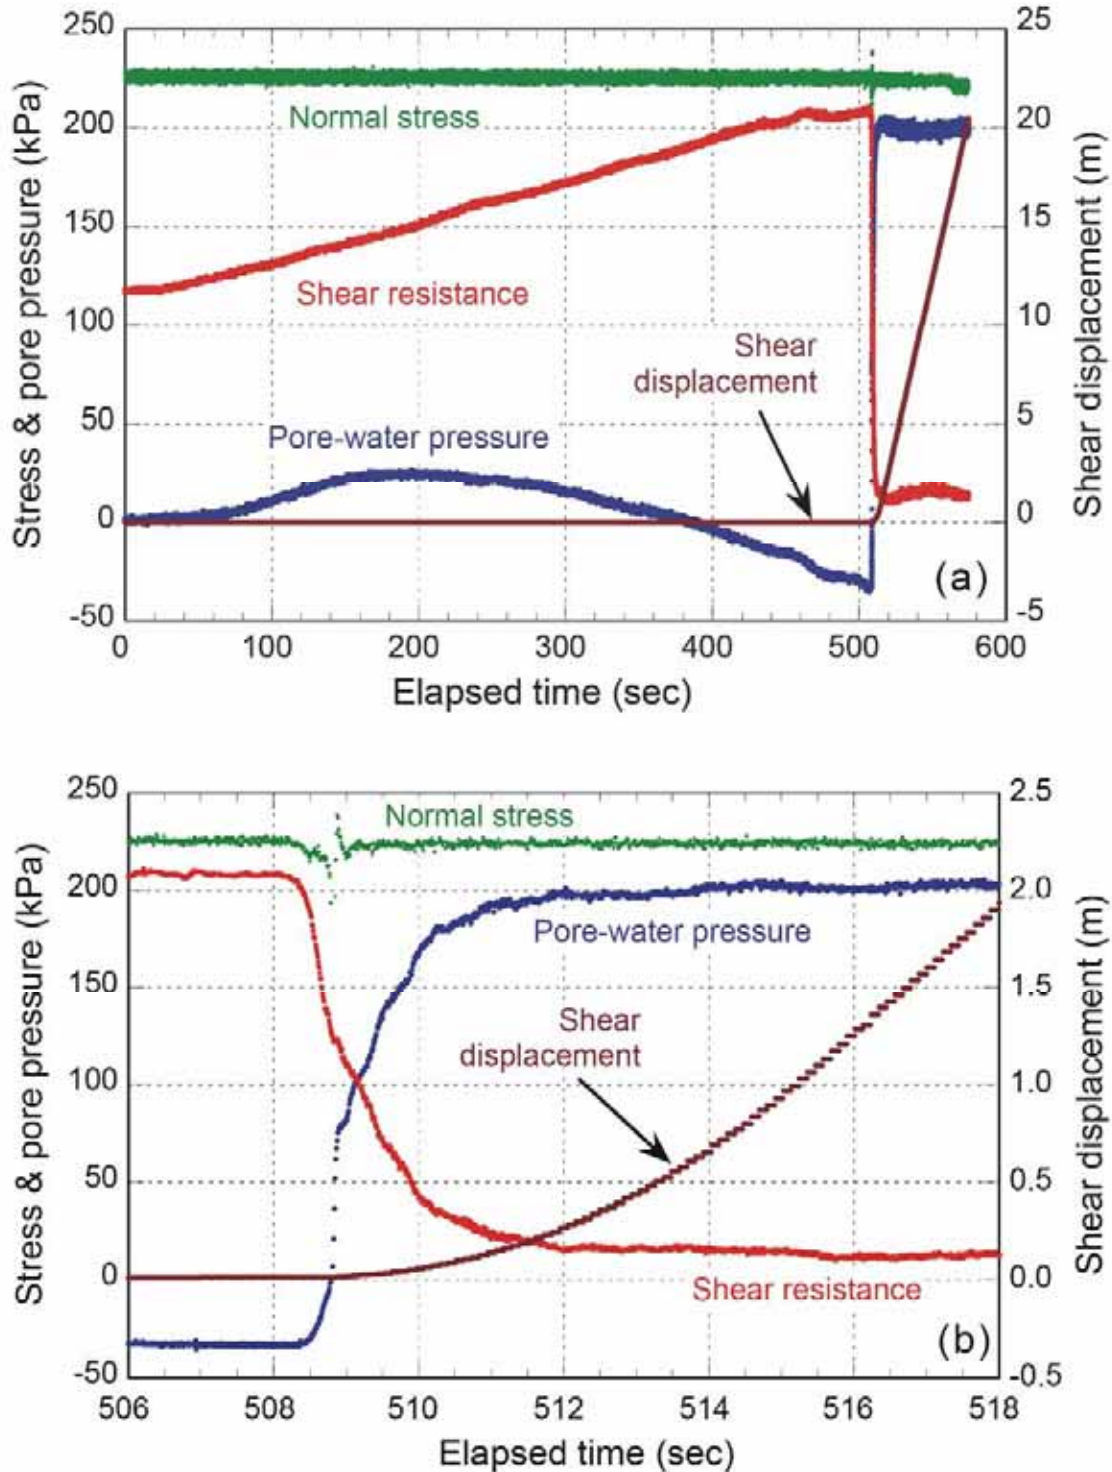 250
200
150
100
50
0
-50
Stress & pore pressure (kPa)
25
20
15
10
5
0
-5
Shear displacement (m)
Normal stress
Shear resistance
Shear
displacement
Pore-water pressure
(a)
0 100 200 300 400 500 600
Elapsed time (sec)
250
200
150
100
50
0
-50
Stress & pore pressure (kPa)
2.5
2.0
1.5
1.0
0.5
0.0
-0.5
Shear displacement (m)
Normal stress
Pore-water pressure
Shear
displacement
Shear resistance
(b)
506 508 510 512 514 516 518
Elapsed time (sec)